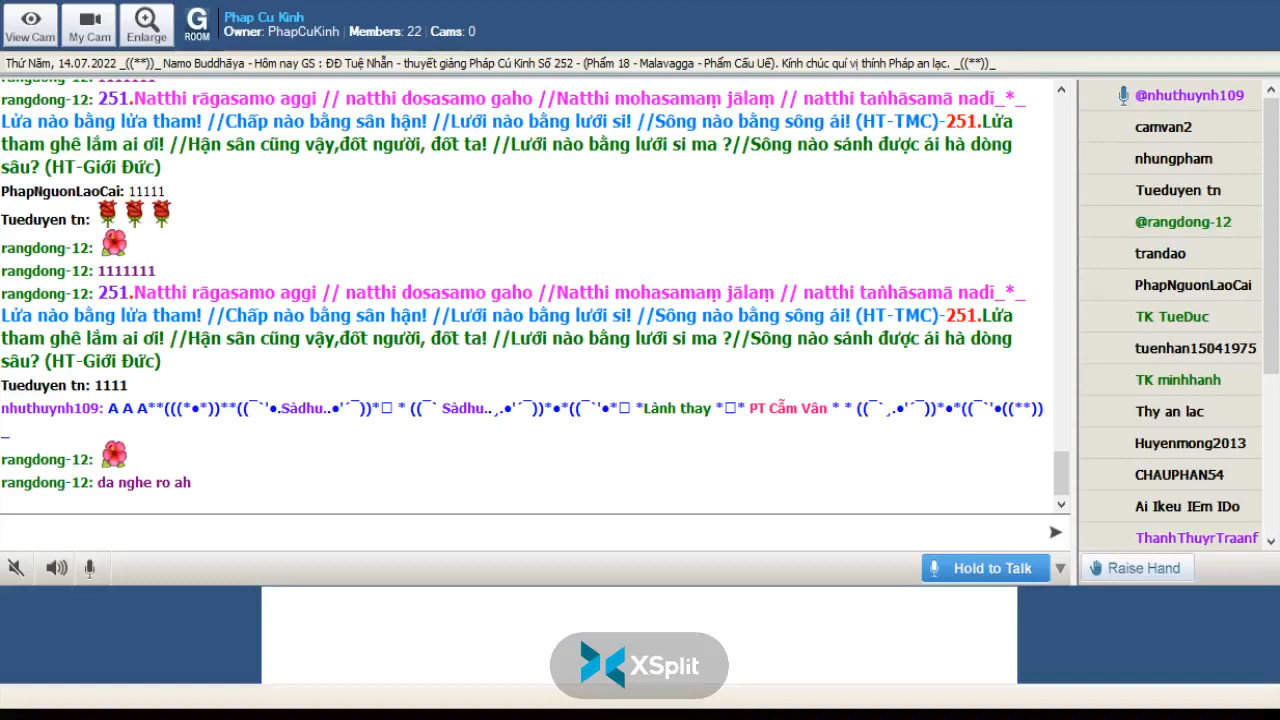 View Cam
My Cam
Enlarge
G
ROOM
Phap Cu Kinh
Owner: PhapCuKinh | Members: 22 | Cams: 0
Thứ Năm, 14.07.2022 _((**))_ Namo Buddhāya - Hôm nay GS : ĐĐ Tuệ Nhẫn - thuyết giảng Pháp Cú Kinh Số 252 - (Phẩm 18 - Malavagga - Phẩm Cấu Uế). Kính chúc quí vị thính Pháp an lạc. _((**))_
rangdong-12: 1111111
rangdong-12: 251.Natthi rāgasamo aggi // natthi dosasamo gaho //Natthi mohasamaṃ jālaṃ // natthi taṅhāsamā nadi_*_
Lửa nào bằng lửa tham! //Chấp nào bằng sân hận! //Lưới nào bằng lưới si! //Sông nào bằng sông ái! (HT-TMC)-251.Lửa
tham ghê lắm ai ơi! //Hận sân cũng vậy,đốt người, đốt ta! //Lưới nào bằng lưới si ma ?//Sông nào sánh được ái hà dòng
sâu? (HT-Giới Đức)
PhapNguonLaoCai: 11111
Tueduyen tn:
rangdong-12:
rangdong-12: 1111111
rangdong-12: 251.Natthi rāgasamo aggi // natthi dosasamo gaho //Natthi mohasamaṃ jālaṃ // natthi taṅhāsamā nadi_*_
Lửa nào bằng lửa tham! //Chấp nào bằng sân hận! //Lưới nào bằng lưới si! //Sông nào bằng sông ái! (HT-TMC)-251.Lửa
tham ghê lắm ai ơi! //Hận sân cũng vậy,đốt người, đốt ta! //Lưới nào bằng lưới si ma ?//Sông nào sánh được ái hà dòng
sâu? (HT-Giới Đức)
Tueduyen tn: 1111
nhuthuynh109: A A A**(((*●*))**((¯`'●.Sàdhu..●'´¯))*□ * ((¯` Sàdhu..¸.●'´¯))*●*((¯`'●*□ *Lành thay *□* PT Cẩm Vân * * ((¯`¸.●'´¯))*●*((¯`'●((**))
_
rangdong-12:
rangdong-12: da nghe ro ah
@nhuthuynh109
camvan2
nhungpham
Tueduyen tn
@rangdong-12
trandao
PhapNguonLaoCai
TK TueDuc
tuenhan15041975
TK minhhanh
Thy an lac
Huyenmong2013
CHAUPHAN54
Ai Ikeu IEm IDo
ThanhThuyrTraanf
Hold to Talk
Raise Hand
XSplit